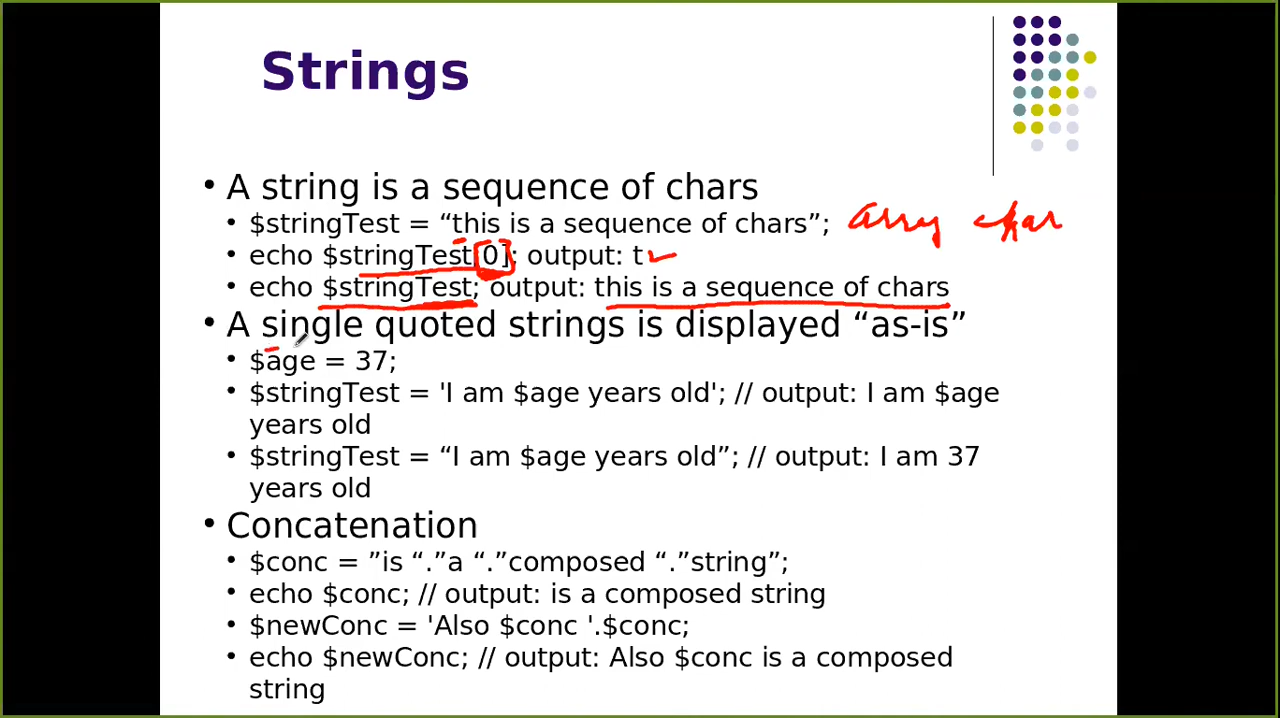 Strings
• A string is a sequence of chars
• $stringTest = “this is a sequence of chars”; array char
• echo $stringTest[0]; output: t
• echo $stringTest; output: this is a sequence of chars
• A single quoted strings is displayed “as-is”
• $age = 37;
• $stringTest = 'I am $age years old'; // output: I am $age
years old
• $stringTest = “I am $age years old”; // output: I am 37
years old
• Concatenation
• $conc = ”is “.”a “.”composed “.”string”;
• echo $conc; // output: is a composed string
• $newConc = 'Also $conc '.$conc;
• echo $newConc; // output: Also $conc is a composed
string